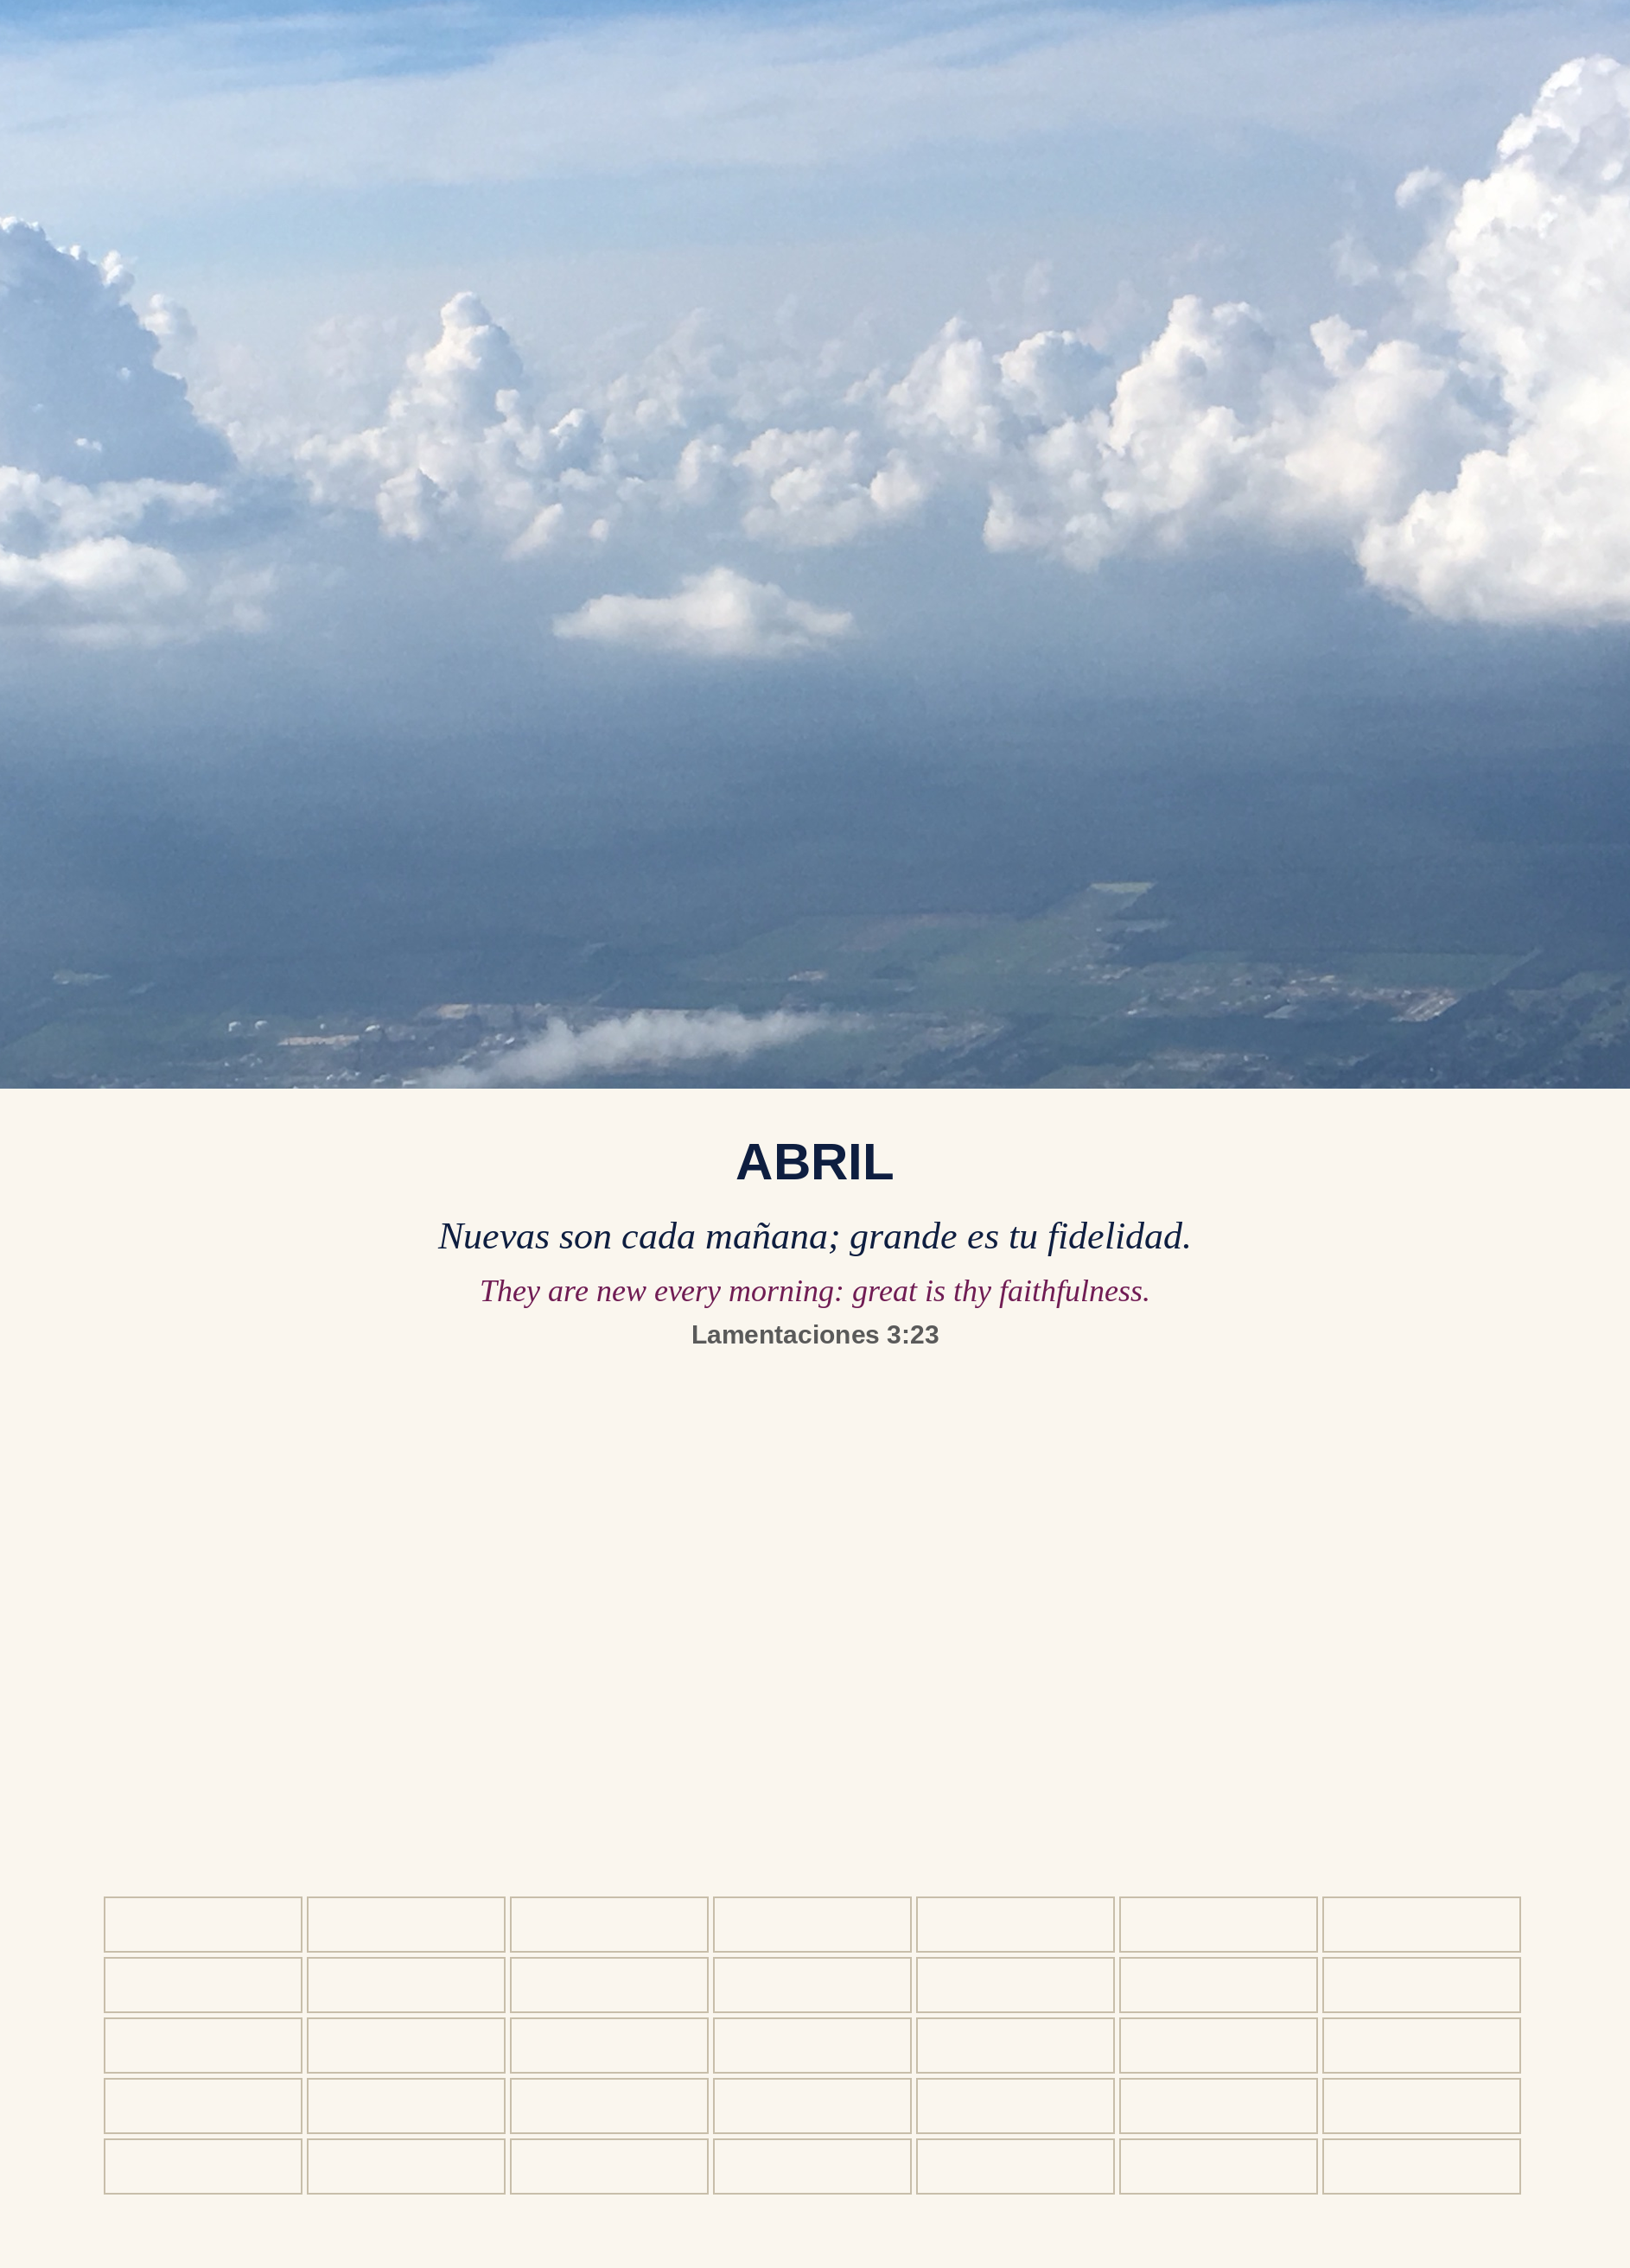 ABRIL
Nuevas son cada mañana; grande es tu fidelidad.
They are new every morning: great is thy faithfulness.
Lamentaciones 3:23